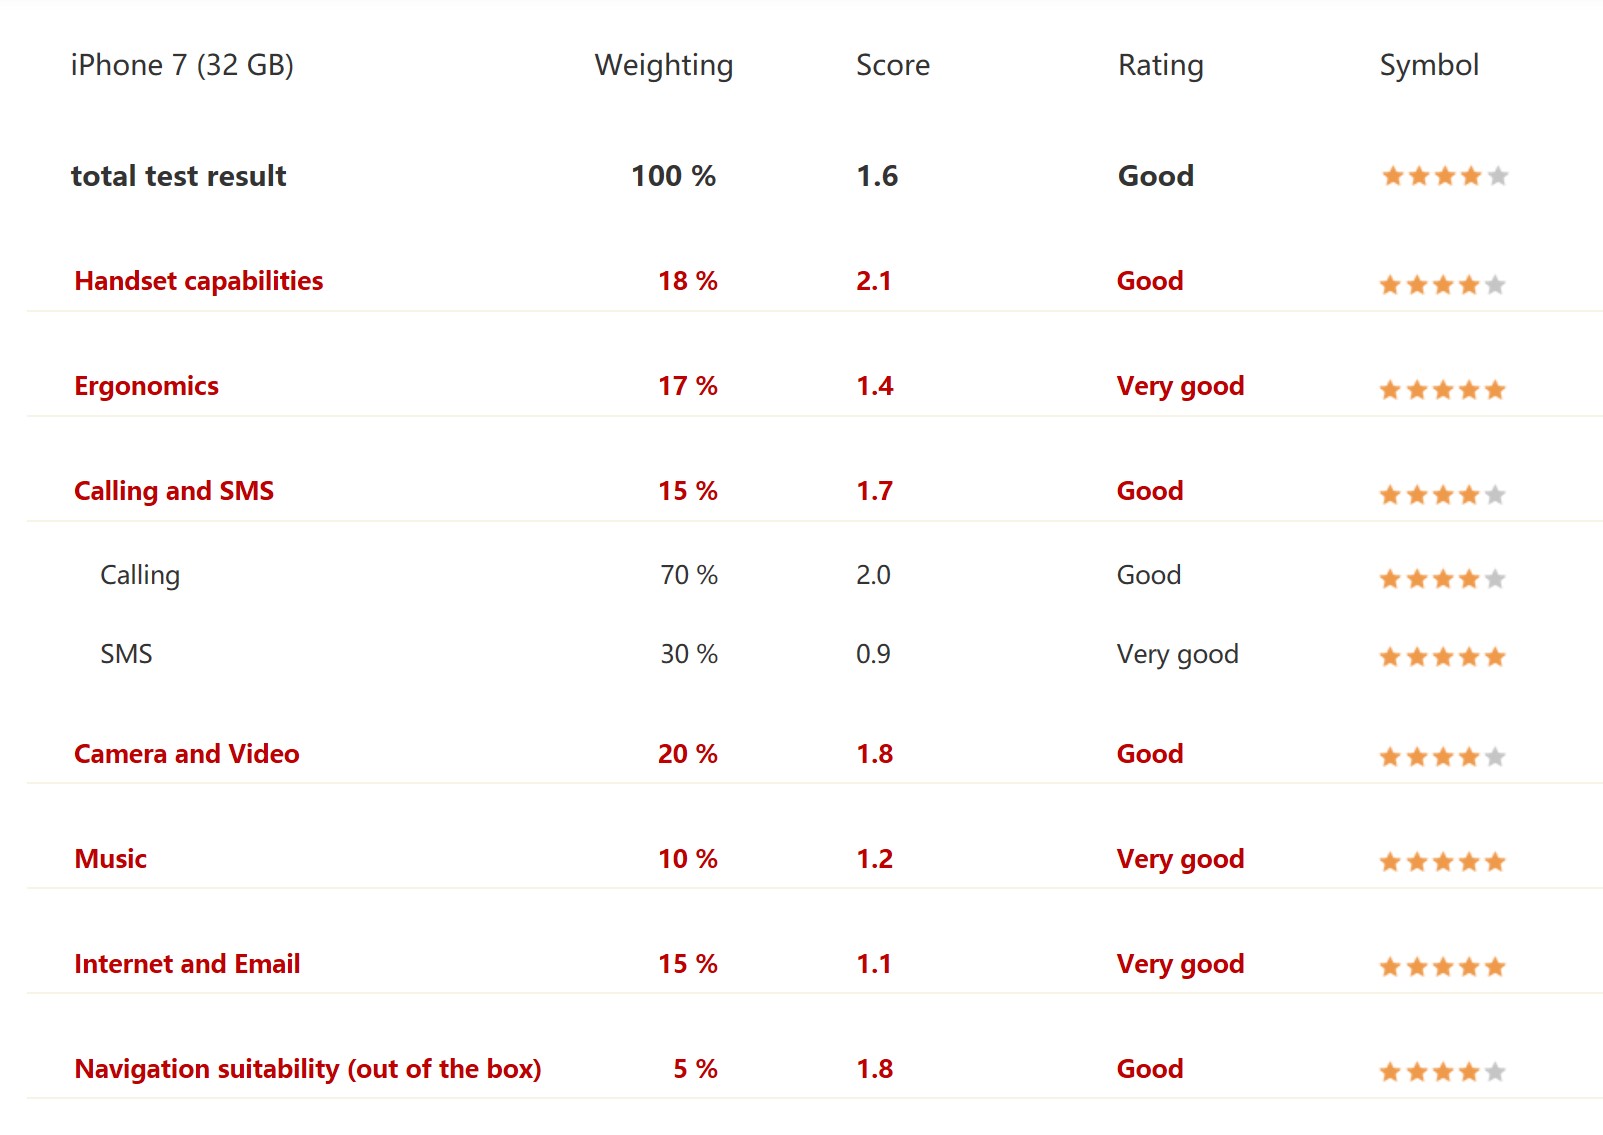 iPhone 7 (32 GB) Weighting Score Rating Symbol
total test result 100 % 1.6 Good
Handset capabilities 18 % 2.1 Good
Ergonomics 17 % 1.4 Very good
Calling and SMS 15 % 1.7 Good
Calling 70 % 2.0 Good
SMS 30 % 0.9 Very good
Camera and Video 20 % 1.8 Good
Music 10 % 1.2 Very good
Internet and Email 15 % 1.1 Very good
Navigation suitability (out of the box) 5 % 1.8 Good